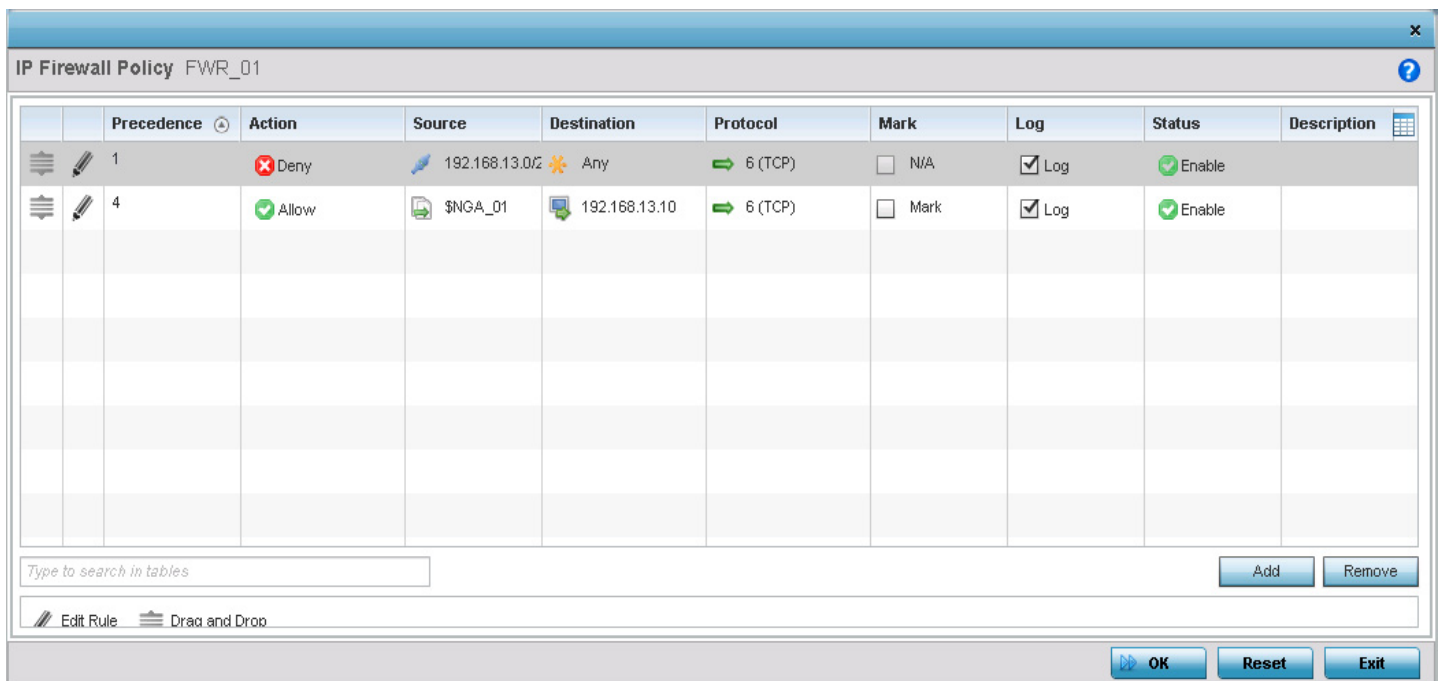 IP Firewall Policy FWR_01
Precedence Action Source Destination Protocol Mark Log Status Description
1 Deny 192.168.13.0/2 Any 6 (TCP) N/A Log Enable
4 Allow $NGA_01 192.168.13.10 6 (TCP) Mark Log Enable
Type to search in tables Add Remove
Edit Rule Drag and Drop
OK Reset Exit